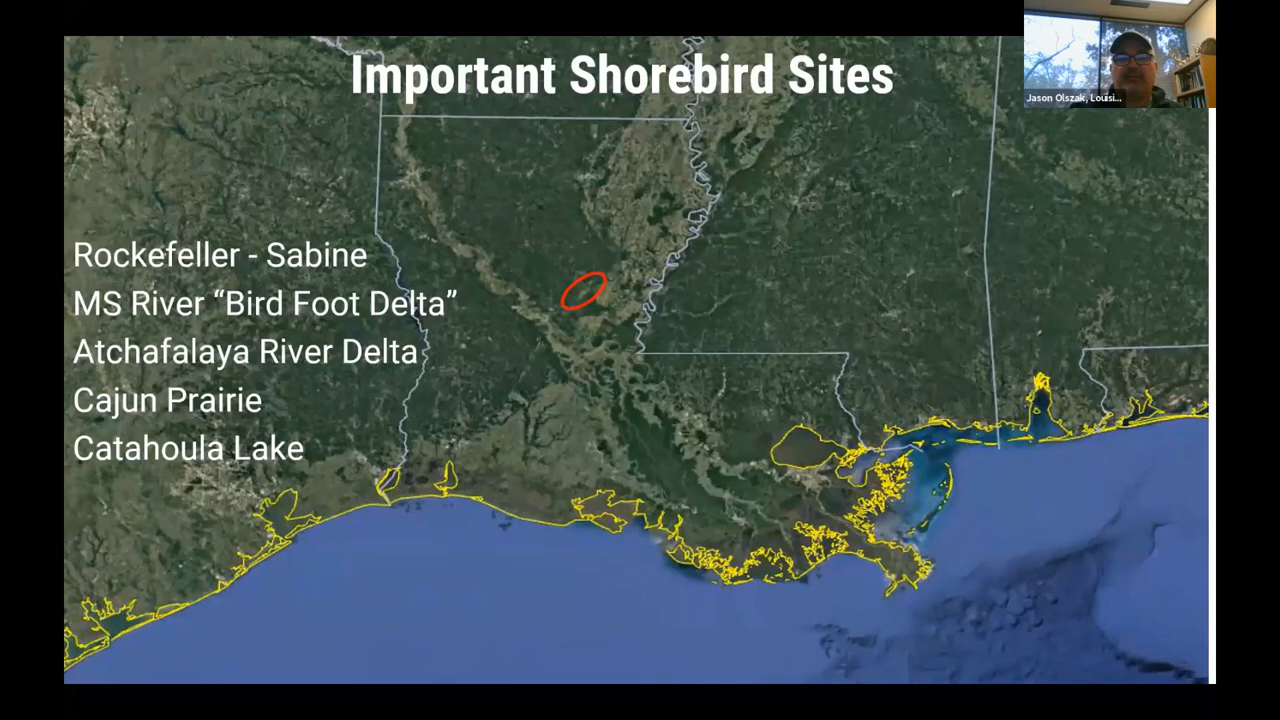 Important Shorebird Sites
Jason Olszak, Louisi...
Rockefeller - Sabine
MS River “Bird Foot Delta”
Atchafalaya River Delta
Cajun Prairie
Catahoula Lake